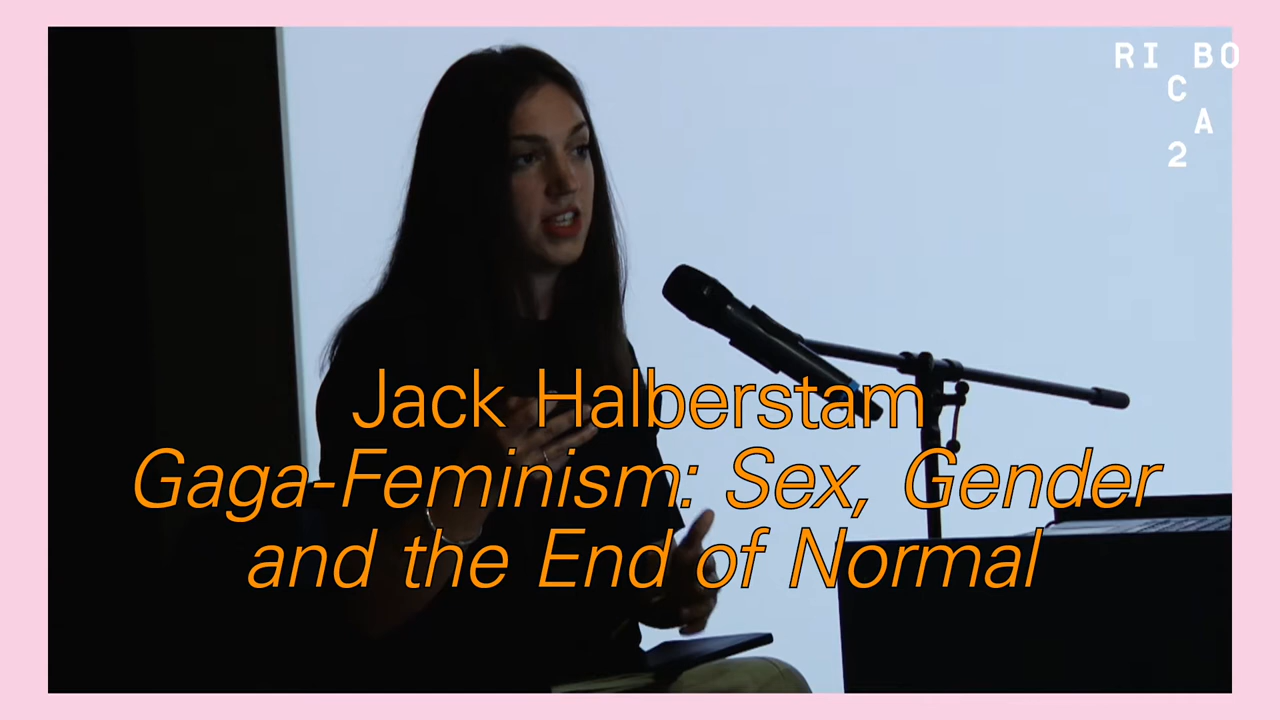 RI BO
C
A
2
Jack Halberstam
Gaga-Feminism: Sex, Gender
and the End of Normal